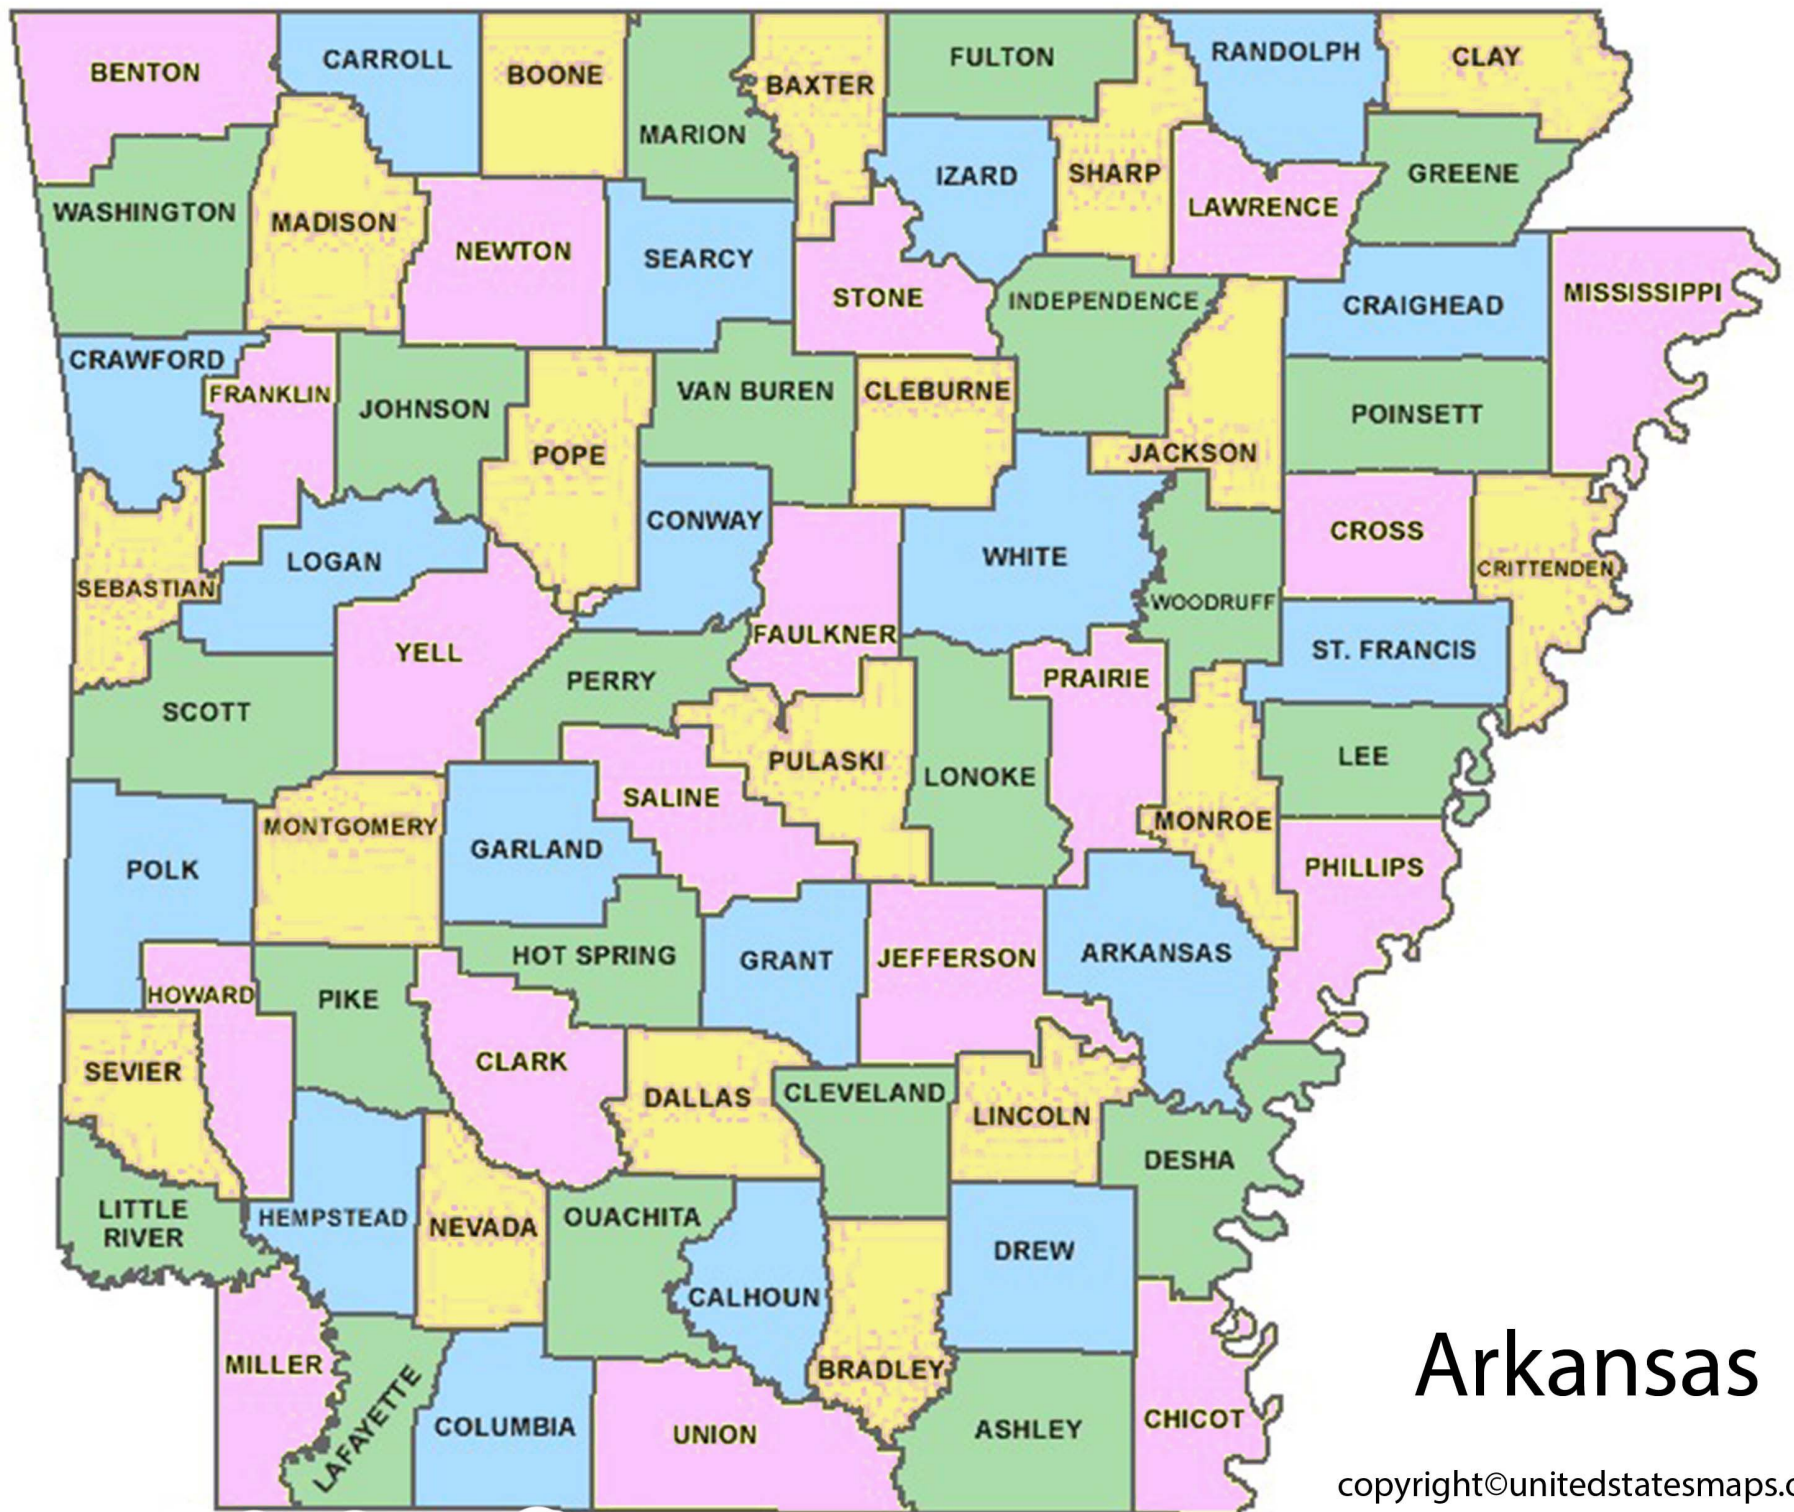 BENTON
CARROLL
BOONE
MARION
BAXTER
FULTON
RANDOLPH
CLAY
WASHINGTON
MADISON
NEWTON
SEARCY
STONE
IZARD
SHARP
LAWRENCE
GREENE
CRAIGHEAD
MISSISSIPPI
INDEPENDENCE
CRAWFORD
FRANKLIN
JOHNSON
POPE
VAN BUREN
CLEBURNE
JACKSON
POINSETT
SEBASTIAN
LOGAN
CONWAY
FAULKNER
WHITE
WOODRUFF
CROSS
CRITTENDEN
ST. FRANCIS
SCOTT
YELL
PERRY
PULASKI
LONOKE
PRAIRIE
MONROE
LEE
PHILLIPS
POLK
MONTGOMERY
GARLAND
SALINE
HOT SPRING
GRANT
JEFFERSON
ARKANSAS
HOWARD
PIKE
CLARK
DALLAS
CLEVELAND
LINCOLN
DESHA
SEVIER
LITTLE
RIVER
HEMPSTEAD
NEVADA
OUACHITA
CALHOUN
BRADLEY
DREW
MILLER
LAFAYETTE
COLUMBIA
UNION
ASHLEY
CHICOT
Arkansas
copyright©unitedstatesmaps.c